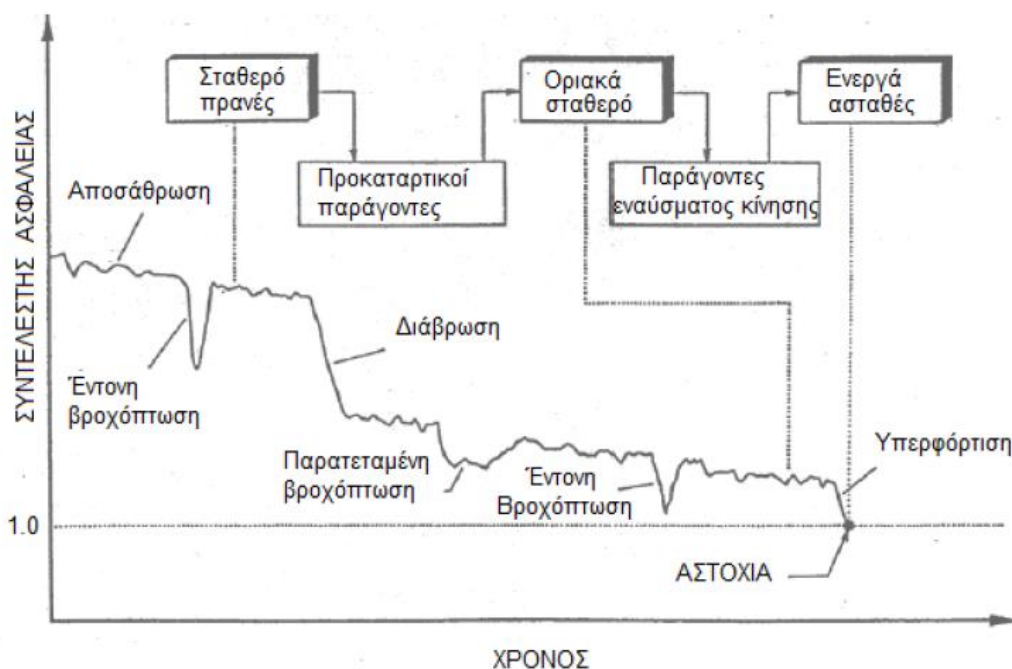 Σταθερό
πρανές
Οριακά
σταθερό
Ενεργά
ασταθές
Προκαταρτικοί
παράγοντες
Παράγοντες
εναύσματος κίνησης
ΣΥΝΤΕΛΕΣΤΗΣ ΑΣΦΑΛΕΙΑΣ
Αποσάθρωση
Έντονη
βροχόπτωση
Διάβρωση
Παρατεταμένη
βροχόπτωση
Έντονη
Βροχόπτωση
Υπερφόρτιση
1.0
ΑΣΤΟΧΙΑ
ΧΡΟΝΟΣ